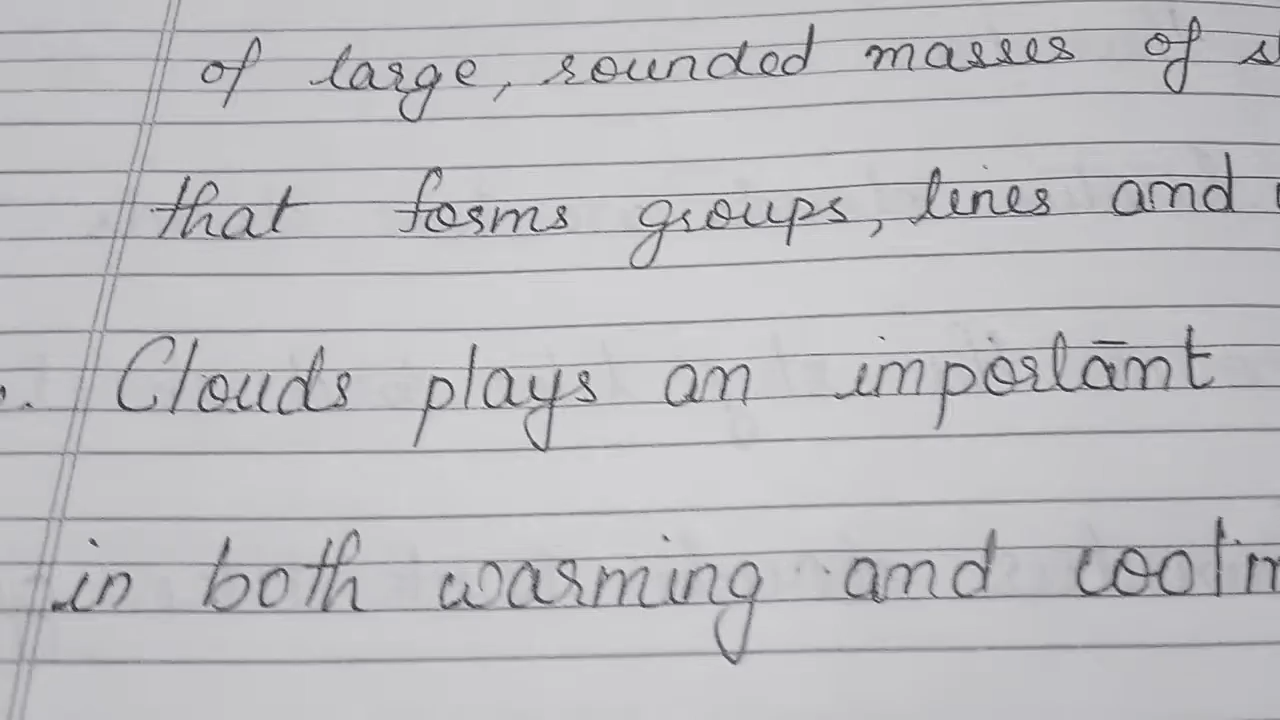 of large, rounded masses of
that forms groups, lines and
Clouds plays an important
in both warming and